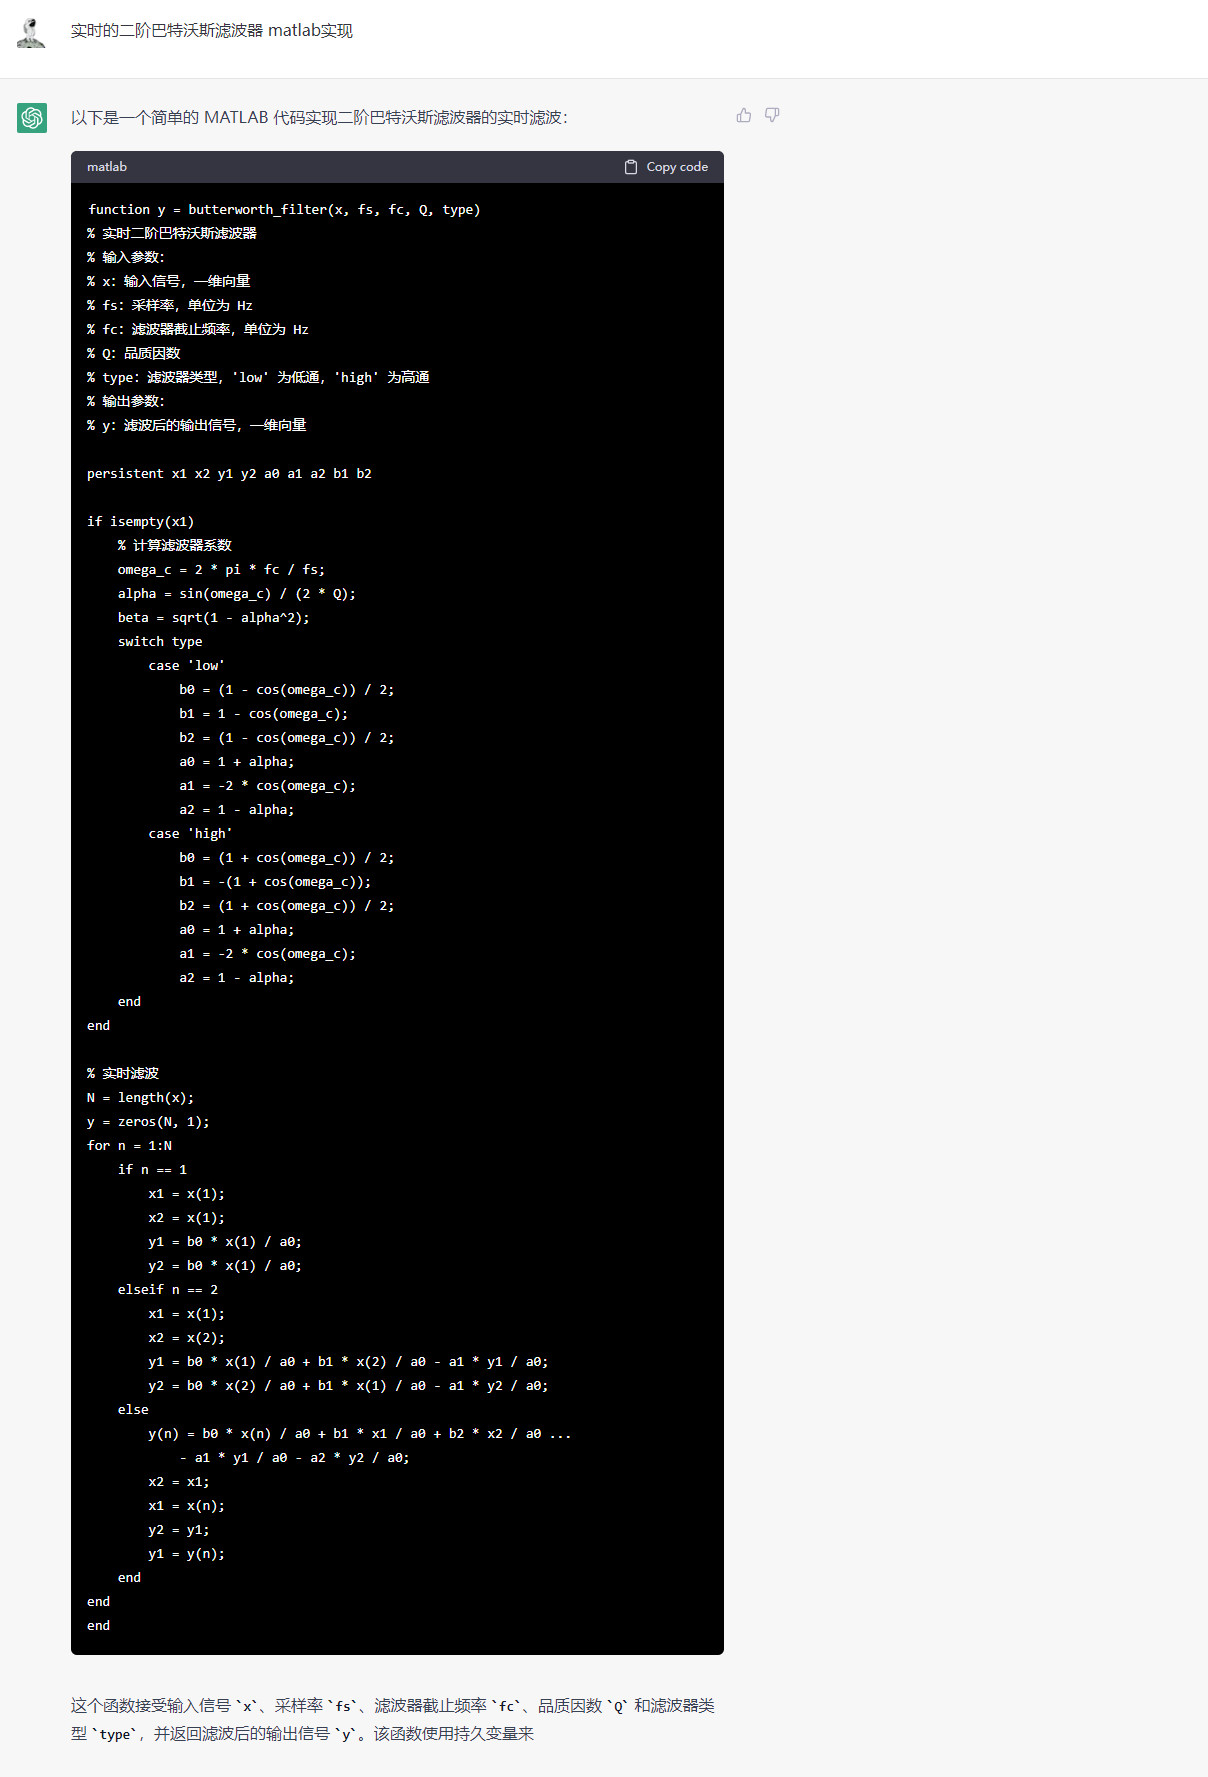 实时的二阶巴特沃斯滤波器 matlab实现
以下是一个简单的 MATLAB 代码实现二阶巴特沃斯滤波器的实时滤波：
matlab
Copy code
function y = butterworth_filter(x, fs, fc, Q, type)
% 实时二阶巴特沃斯滤波器
% 输入参数：
% x：输入信号，一维向量
% fs：采样率，单位为 Hz
% fc：滤波器截止频率，单位为 Hz
% Q：品质因数
% type：滤波器类型，'low' 为低通，'high' 为高通
% 输出参数：
% y：滤波后的输出信号，一维向量
persistent x1 x2 y1 y2 a0 a1 a2 b1 b2
if isempty(x1)
    % 计算滤波器系数
    omega_c = 2 * pi * fc / fs;
    alpha = sin(omega_c) / (2 * Q);
    beta = sqrt(1 - alpha^2);
    switch type
        case 'low'
            b0 = (1 - cos(omega_c)) / 2;
            b1 = 1 - cos(omega_c);
            b2 = (1 - cos(omega_c)) / 2;
            a0 = 1 + alpha;
            a1 = -2 * cos(omega_c);
            a2 = 1 - alpha;
        case 'high'
            b0 = (1 + cos(omega_c)) / 2;
            b1 = -(1 + cos(omega_c));
            b2 = (1 + cos(omega_c)) / 2;
            a0 = 1 + alpha;
            a1 = -2 * cos(omega_c);
            a2 = 1 - alpha;
    end
end
% 实时滤波
N = length(x);
y = zeros(N, 1);
for n = 1:N
    if n == 1
        x1 = x(1);
        x2 = x(1);
        y1 = b0 * x(1) / a0;
        y2 = b0 * x(1) / a0;
    elseif n == 2
        x1 = x(1);
        x2 = x(2);
        y1 = b0 * x(1) / a0 + b1 * x(2) / a0 - a1 * y1 / a0;
        y2 = b0 * x(2) / a0 + b1 * x(1) / a0 - a1 * y2 / a0;
    else
        y(n) = b0 * x(n) / a0 + b1 * x1 / a0 + b2 * x2 / a0 ...
            - a1 * y1 / a0 - a2 * y2 / a0;
        x2 = x1;
        x1 = x(n);
        y2 = y1;
        y1 = y(n);
    end
end
end
这个函数接受输入信号 `x`、采样率 `fs`、滤波器截止频率 `fc`、品质因数 `Q` 和滤波器类
型 `type`，并返回滤波后的输出信号 `y`。该函数使用持久变量来